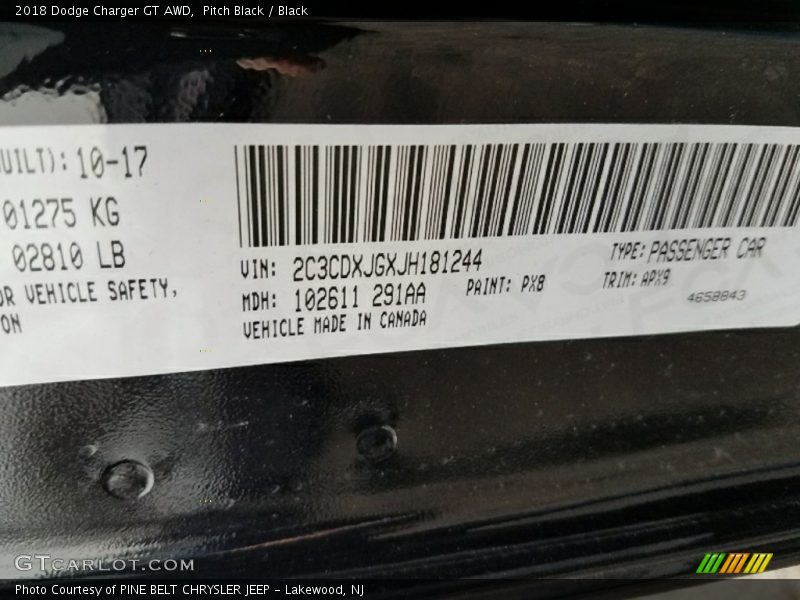 2018 Dodge Charger GT AWD,  Pitch Black / Black
UILT): 10-17
01275 KG
02810 LB
OR VEHICLE SAFETY,
ON
VIN: 2C3CDXJGXJH181244
TYPE: PASSENGER CAR
MDH: 102611 291AA
PAINT: PX8
TRIM: APX9
VEHICLE MADE IN CANADA
4658843
GTCARLOT.COM
Photo Courtesy of PINE BELT CHRYSLER JEEP - Lakewood, NJ